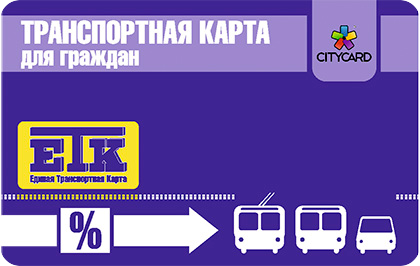 ТРАНСПОРТНАЯ КАРТА
для граждан
CITYCARD
ЕТК
Единая Транспортная Карта
%